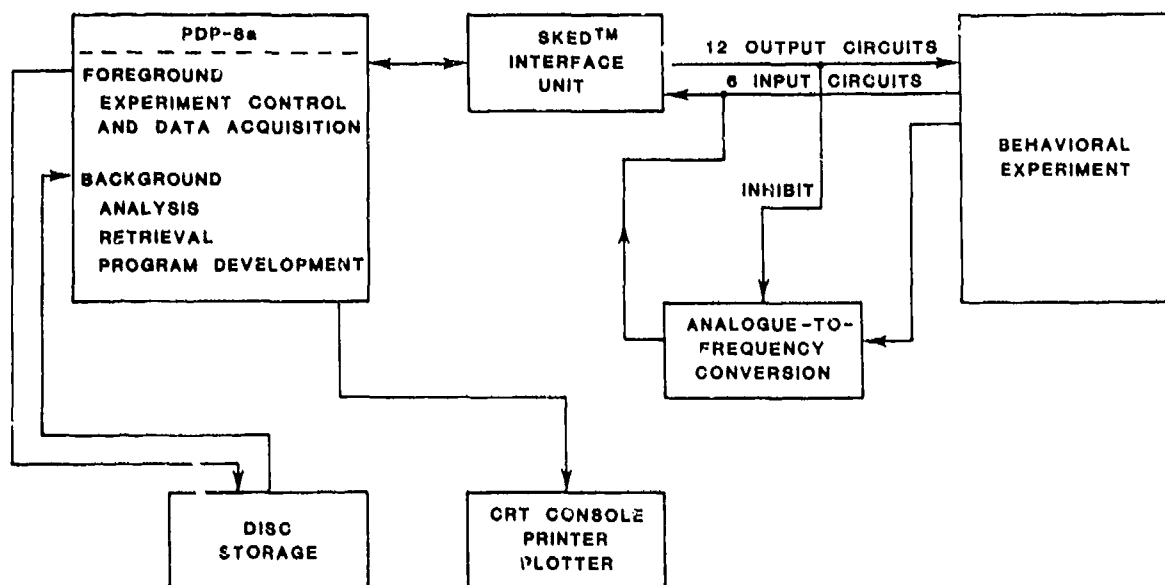 PDP-8a
FOREGROUND
EXPERIMENT CONTROL
AND DATA ACQUISITION
BACKGROUND
ANALYSIS
RETRIEVAL
PROGRAM DEVELOPMENT
SKED™
INTERFACE
UNIT
12 OUTPUT CIRCUITS
6 INPUT CIRCUITS
BEHAVIORAL
EXPERIMENT
INHIBIT
ANALOGUE-TO-
FREQUENCY
CONVERSION
DISC
STORAGE
CRT CONSOLE
PRINTER
PLOTTER